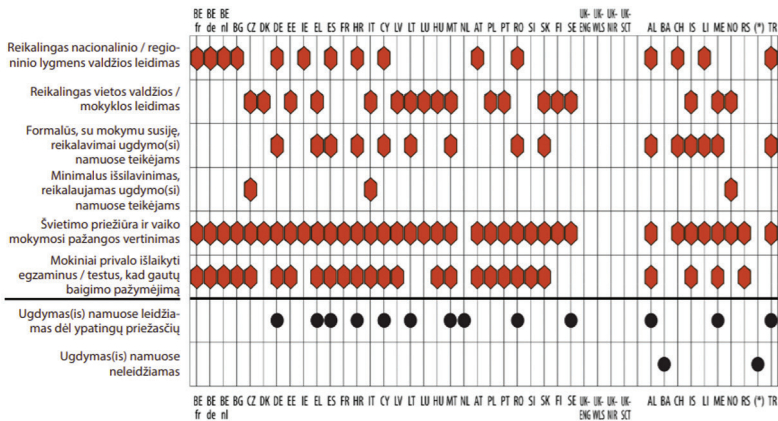 BE BE BE UK- UK- UK- UK-
fr de nl BG CZ DK DE EE IE EL ES FR HR IT CY LV LT LU HU MT NL AT PL PT RO SI SK FI SE ENG WLS NIR SCT AL BA CH IS LI ME NO RS (*) TR
Reikalingas nacionalinio / regio-
ninio lygmens valdžios leidimas
Reikalingas vietos valdžios /
mokyklos leidimas
Formalūs, su mokymu susiję,
reikalavimai ugdymo(si)
namuose teikėjams
Minimalus išsilavinimas,
reikalaujamas ugdymo(si)
namuose teikėjams
Švietimo priežiūra ir vaiko
mokymosi pažangos vertinimas
Mokiniai privalo išlaikyti
egzaminus / testus, kad gautų
baigimo pažymėjimą
Ugdymas(is) namuose leidžia-
mas dėl ypatingų priežasčių
Ugdymas(is) namuose
neleidžiamas
BE BE BE BG CZ DK DE EE IE EL ES FR HR IT CY LV LT LU HU MT NL AT PL PT RO SI SK FI SE UK- UK- UK- UK- AL BA CH IS LI ME NO RS (*) TR
fr de nl ENG WLS NIR SCT